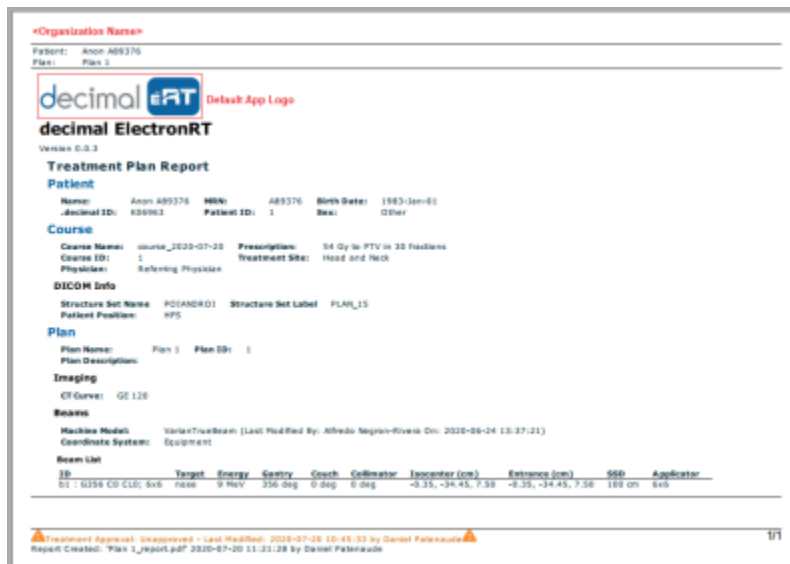 <Organization Name>
Patient: Anon A89376
Plan: Plan 1
decimal ēRT Default App Logo
decimal ElectronRT
Version 0.0.3
Treatment Plan Report
Patient
Name: Anon A89376 MRN: A89376 Birth Date: 1983-Jan-01
.decimal ID: K06963 Patient ID: 1 Sex: Other
Course
Course Name: course_2020-07-20 Prescription: 54 Gy to PTV in 30 fractions
Course ID: 1 Treatment Site: Head and Neck
Physician: Referring Physician
DICOM Info
Structure Set Name POIANDROI Structure Set Label PLAN_1S
Patient Position: HFS
Plan
Plan Name: Plan 1 Plan ID: 1
Plan Description:
Imaging
CT Curve: GE 120
Beams
Machine Model: VarianTrueBeam (Last Modified By: Alfredo Negron-Rivera On: 2020-06-24 13:37:21)
Coordinate System: Equipment
Beam List
ID Target Energy Gantry Couch Collimator Isocenter (cm) Entrance (cm) SSD Applicator
b1 : G356 C0 CL0; 6x6 nose 9 MeV 356 deg 0 deg 0 deg -0.35, -34.45, 7.50 -0.35, -34.45, 7.50 100 cm 6x6
Treatment Approval: Unapproved - Last Modified: 2020-07-20 10:45:33 by Daniel Patenaude
1/1
Report Created: "Plan 1_report.pdf" 2020-07-20 11:21:28 by Daniel Patenaude